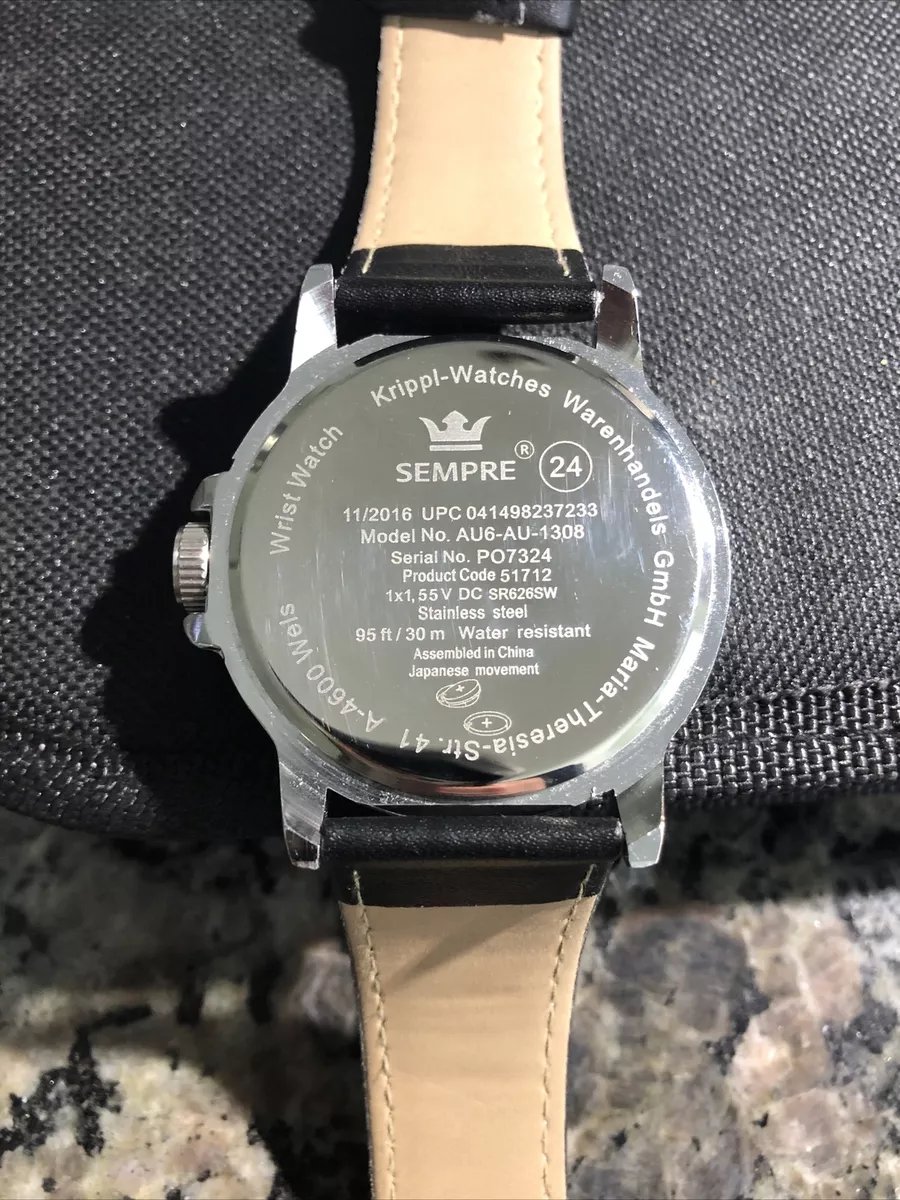 Krippl-Watches Warenhandels GmbH Maria-Theresia-Str. 41 A-4600 Wels
Wrist Watch
SEMPRE ® 24
11/2016 UPC 041498237233
Model No. AU6-AU-1308
Serial No. PO7324
Product Code 51712
1x1,55V DC SR626SW
Stainless steel
95 ft / 30 m Water resistant
Assembled in China
Japanese movement